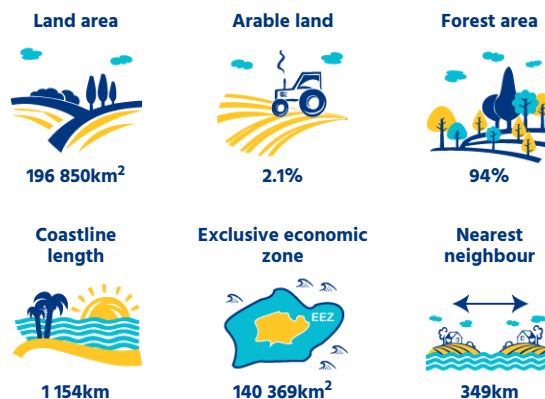 Land area
Arable land
Forest area
196 850km²
2.1%
94%
Coastline
length
Exclusive economic
zone
Nearest
neighbour
EEZ
1 154km
140 369km²
349km